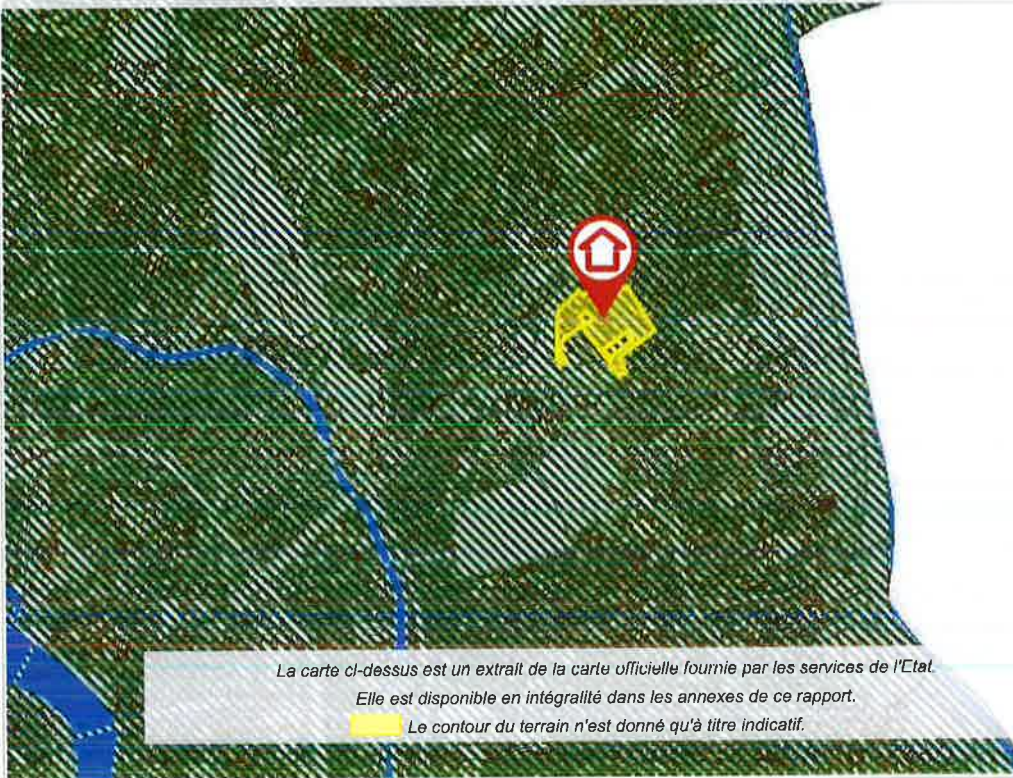 La carte ci-dessus est un extrait de la carte officielle fournie par les services de l'Etat.
Elle est disponible en intégralité dans les annexes de ce rapport.
Le contour du terrain n'est donné qu'à titre indicatif.